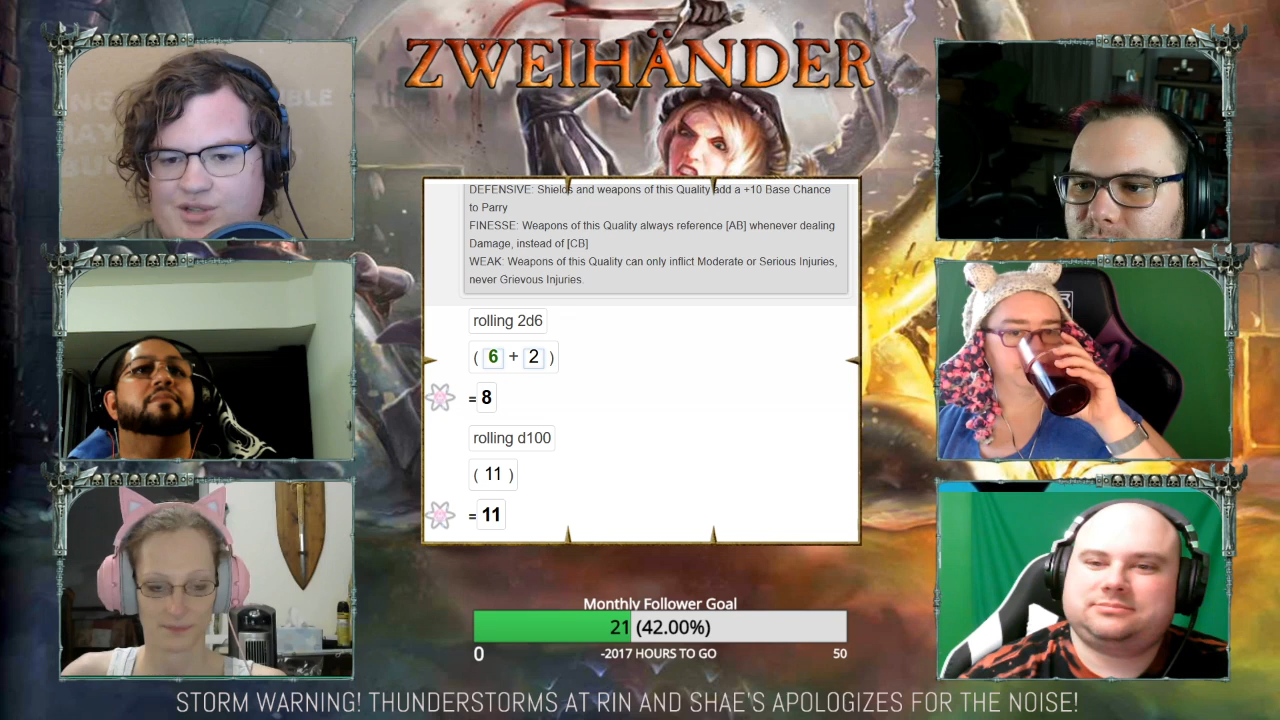 ZWEIHÄNDER
DEFENSIVE: Shields and weapons of this Quality add a +10 Base Chance
to Parry
FINESSE: Weapons of this Quality always reference [AB] whenever dealing
Damage, instead of [CB]
WEAK: Weapons of this Quality can only inflict Moderate or Serious Injuries,
never Grievous Injuries.
rolling 2d6
( 6 + 2 )
= 8
rolling d100
( 11 )
= 11
Monthly Follower Goal
21 (42.00%)
0 -2017 HOURS TO GO 50
STORM WARNING! THUNDERSTORMS AT RIN AND SHAE'S APOLOGIZES FOR THE NOISE!